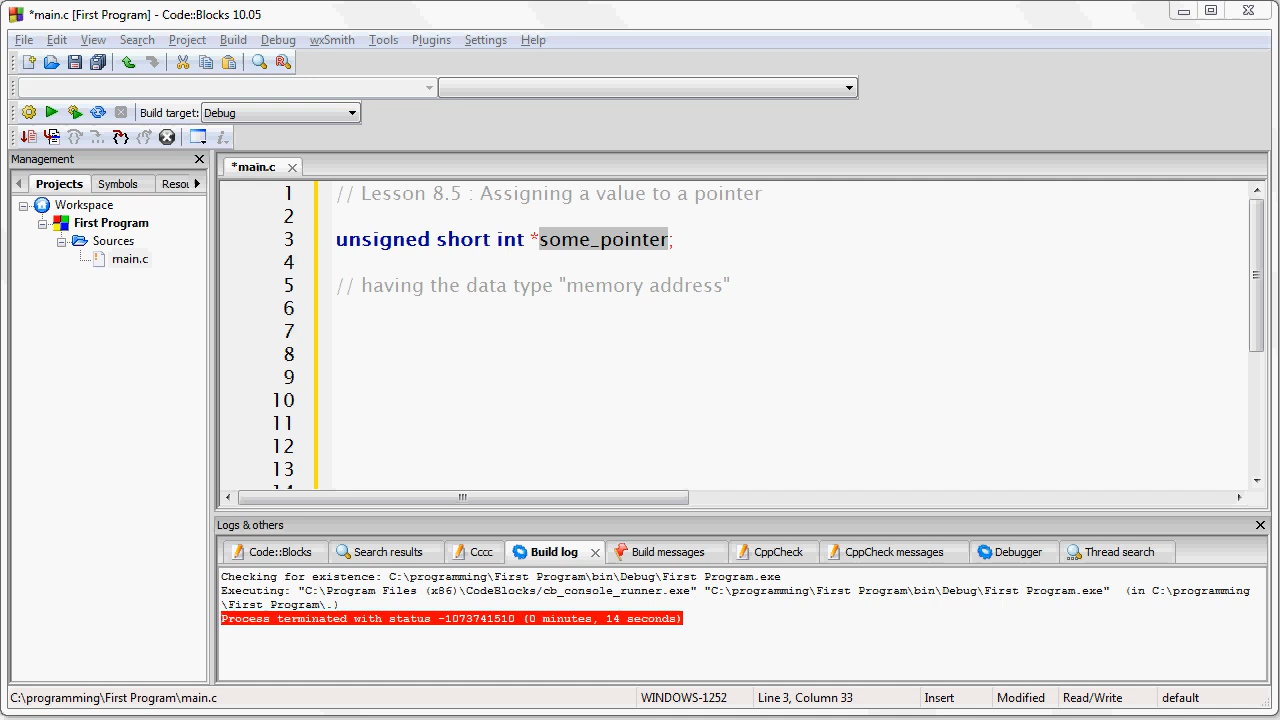 *main.c [First Program] - Code::Blocks 10.05
File Edit View Search Project Build Debug wxSmith Tools Plugins Settings Help
Build target: Debug
Management
Projects Symbols Resou
Workspace
First Program
Sources
main.c
*main.c
1 // Lesson 8.5 : Assigning a value to a pointer
2
3 unsigned short int *some_pointer;
4
5 // having the data type "memory address"
6
7
8
9
10
11
12
13
14
Logs & others
Code::Blocks Search results Cccc Build log Build messages CppCheck CppCheck messages Debugger Thread search
Checking for existence: C:\programming\First Program\bin\Debug\First Program.exe
Executing: "C:\Program Files (x86)\CodeBlocks/cb_console_runner.exe" "C:\programming\First Program\bin\Debug\First Program.exe"  (in C:\programming
\First Program\.)
Process terminated with status -1073741510 (0 minutes, 14 seconds)
C:\programming\First Program\main.c WINDOWS-1252 Line 3, Column 33 Insert Modified Read/Write default